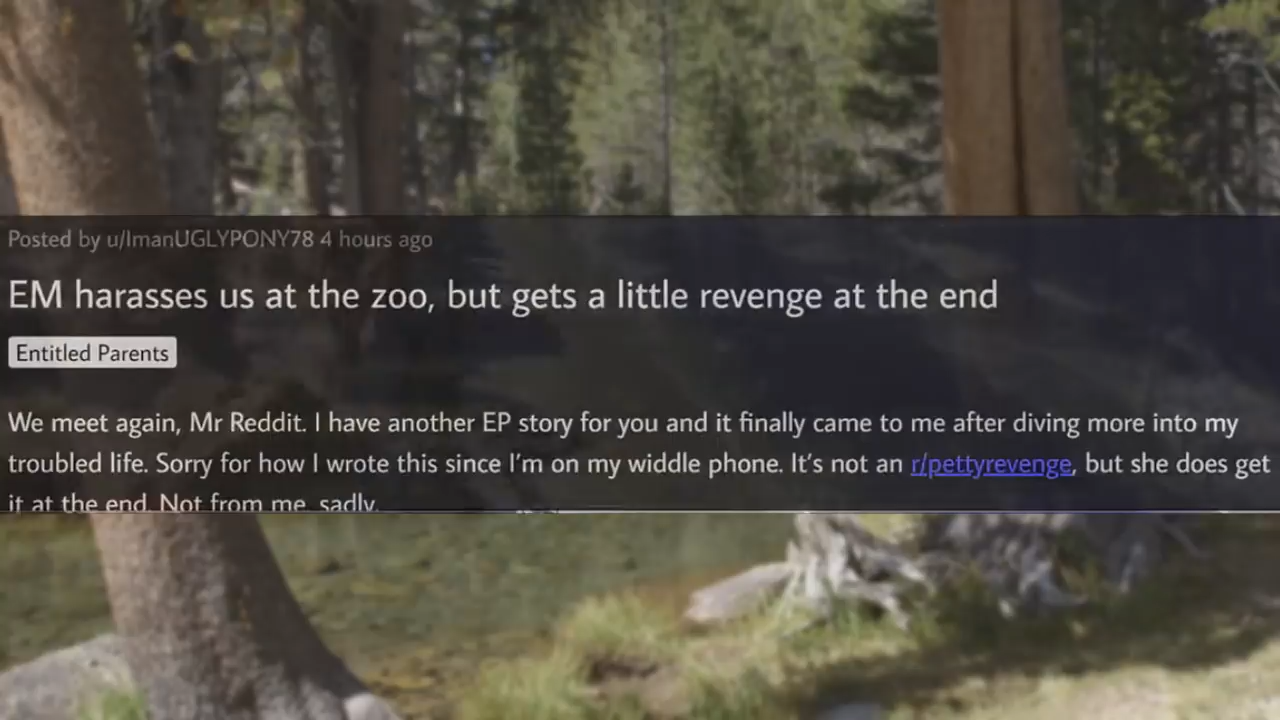 Posted by u/ImanUGLYPONY78 4 hours ago
EM harasses us at the zoo, but gets a little revenge at the end
Entitled Parents
We meet again, Mr Reddit. I have another EP story for you and it finally came to me after diving more into my
troubled life. Sorry for how I wrote this since I'm on my widdle phone. It's not an r/pettyrevenge, but she does get
it at the end. Not from me, sadly.